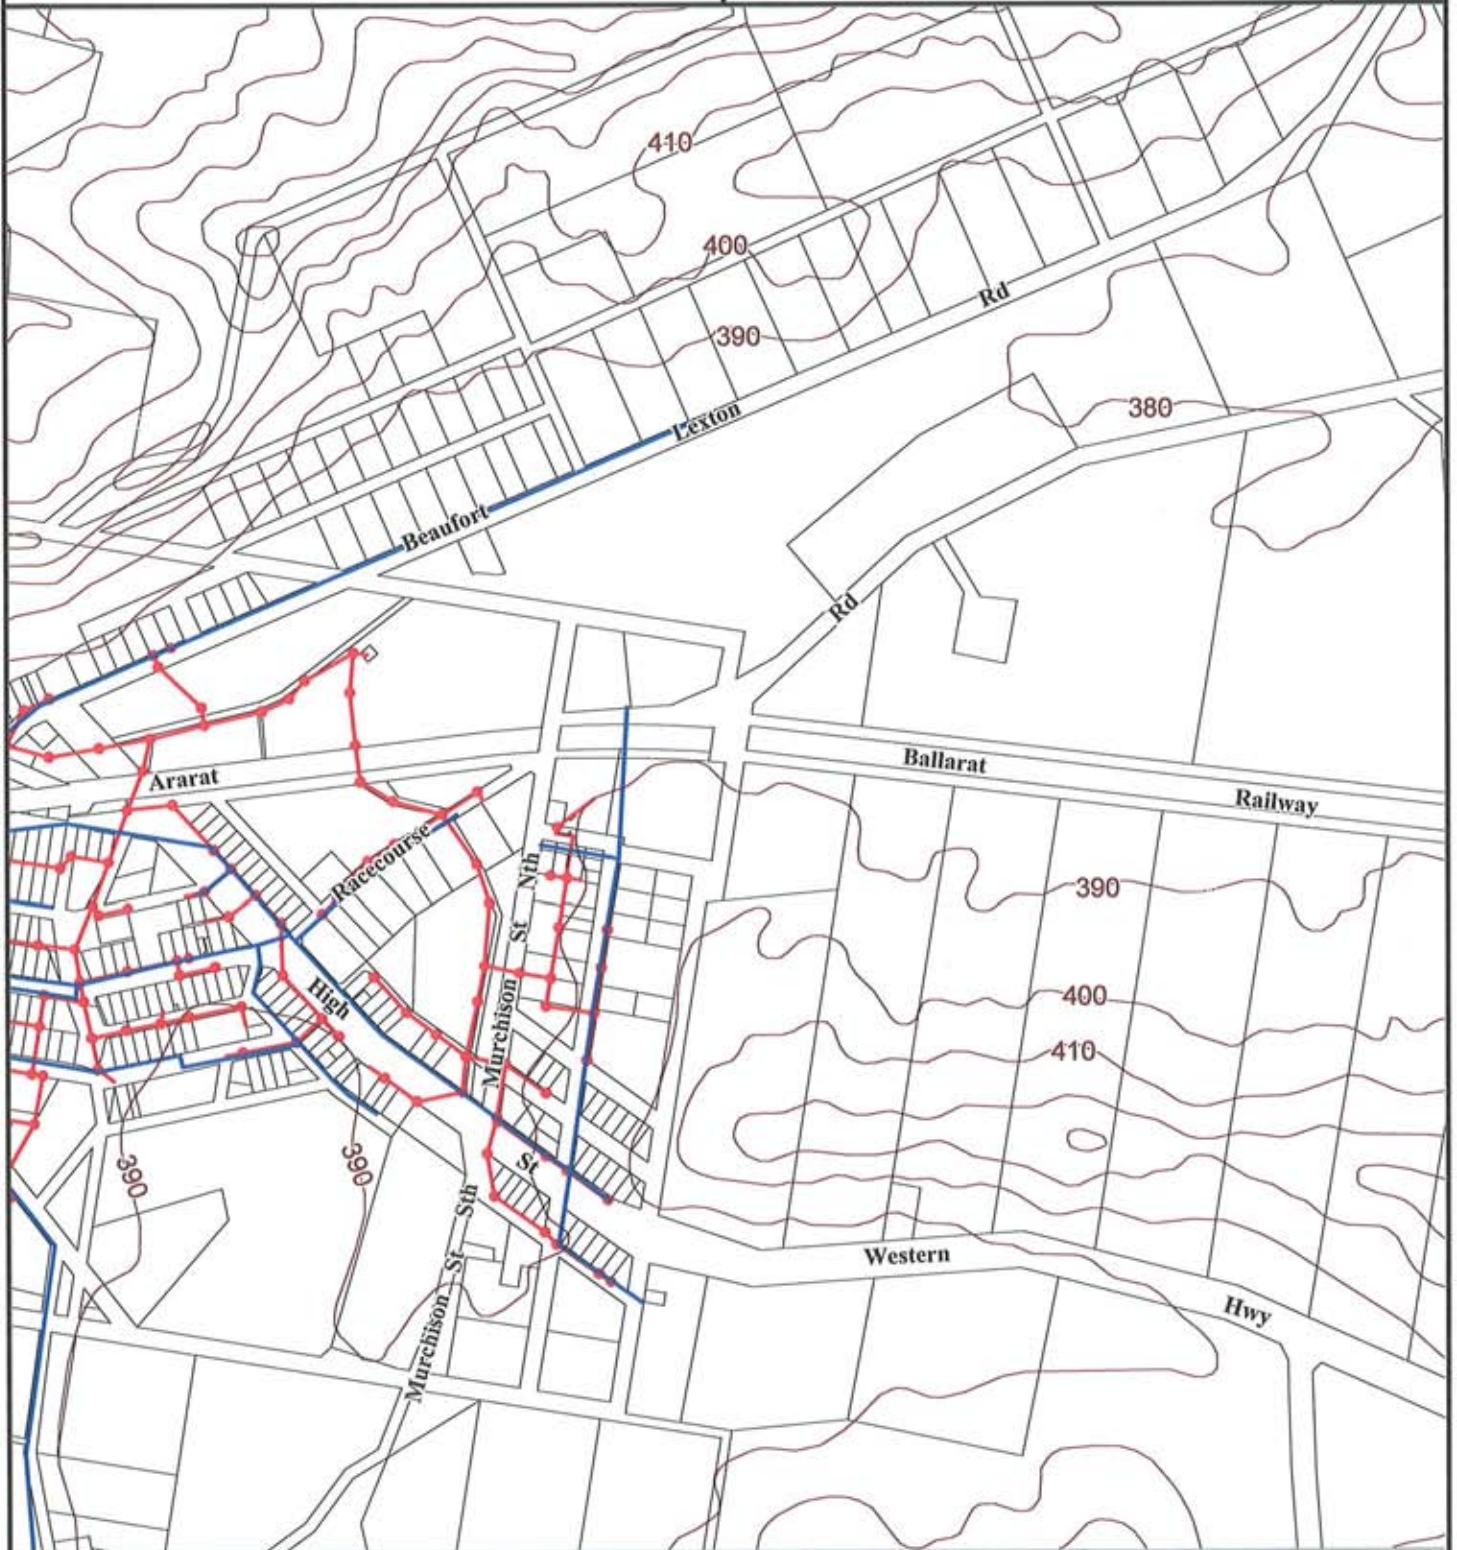 410
400
390
Rd
Lexton
380
Beaufort
Rd
Ararat
Ballarat
Railway
Racecourse
Nth
St
Murchison
390
High
400
410
390
390
St
Sth
St
Murchison
Western
Hwy